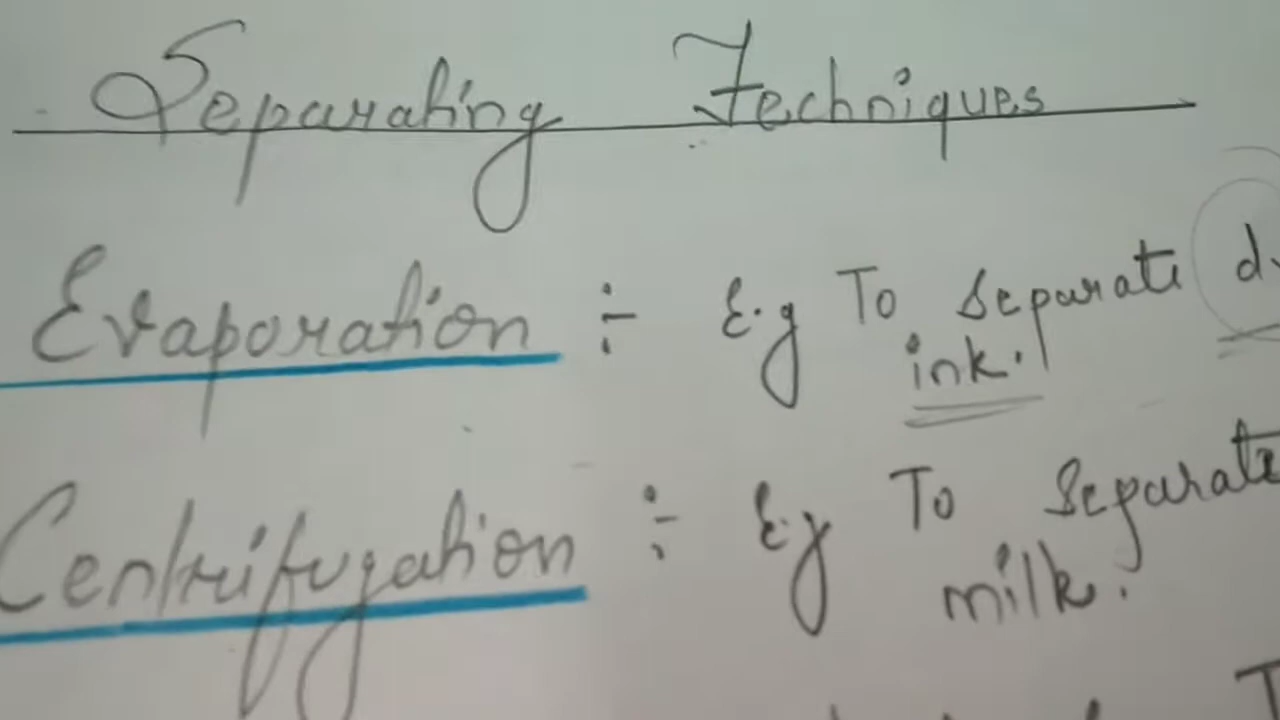 Separating Techniques
Evaporation :- E.g To Separate
ink.
Centrifugation :- E.g To Separate
milk.